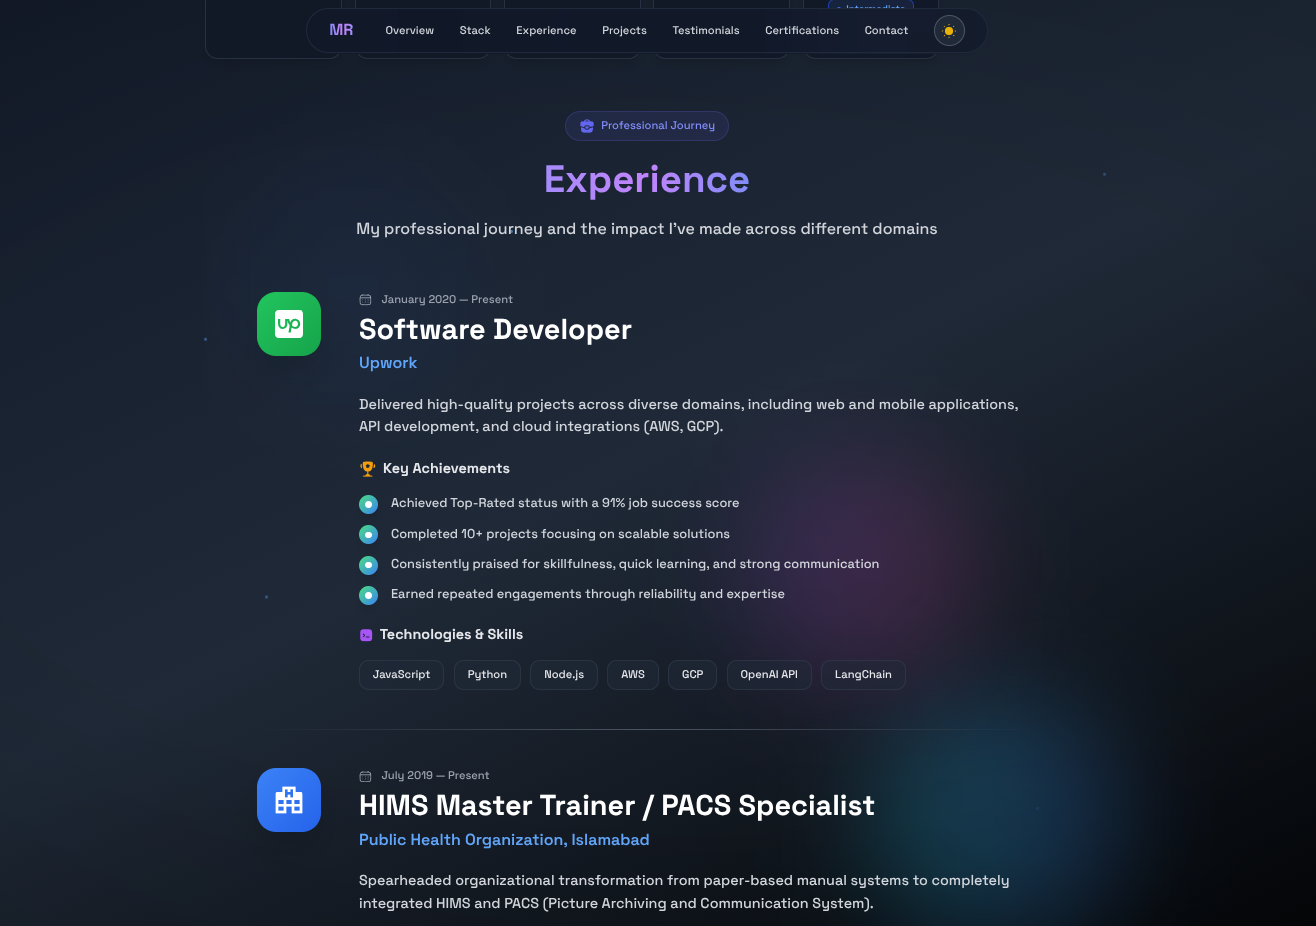 Intermediate
MR
Overview
Stack
Experience
Projects
Testimonials
Certifications
Contact
Professional Journey
Experience
My professional journey and the impact I've made across different domains
up
January 2020 — Present
Software Developer
Upwork
Delivered high-quality projects across diverse domains, including web and mobile applications,
API development, and cloud integrations (AWS, GCP).
Key Achievements
Achieved Top-Rated status with a 91% job success score
Completed 10+ projects focusing on scalable solutions
Consistently praised for skillfulness, quick learning, and strong communication
Earned repeated engagements through reliability and expertise
Technologies & Skills
JavaScript
Python
Node.js
AWS
GCP
OpenAI API
LangChain
July 2019 — Present
HIMS Master Trainer / PACS Specialist
Public Health Organization, Islamabad
Spearheaded organizational transformation from paper-based manual systems to completely
integrated HIMS and PACS (Picture Archiving and Communication System).